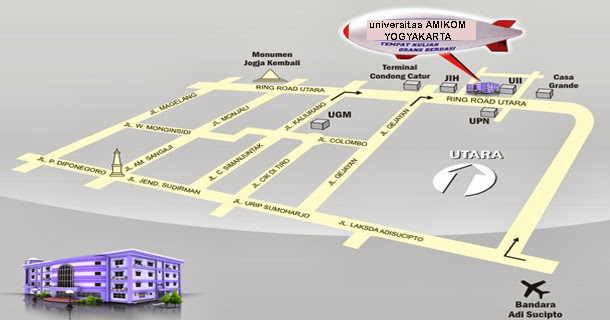 universitas AMIKOM
YOGYAKARTA
TEMPAT KULIAH
ORANG BERDASI
Monumen
Jogja Kembali
Terminal
Condong Catur
JIH
UII
Casa
Grande
RING ROAD UTARA
RING ROAD UTARA
JL. MAGELANG
JL. MONJALI
JL. KALIURANG
UGM
JL. GEJAYAN
UPN
JL. W. MONGINSIDI
JL. COLOMBO
JL. P. DIPONEGORO
JL. AM. SANGAJI
JL. C. SIMANJUNTAK
JL. CIK DI TIRO
JL. GEJAYAN
UTARA
JL. JEND. SUDIRMAN
JL. URIP SUMOHARJO
JL. LAKSDA ADISUCIPTO
Bandara
Adi Sucipto